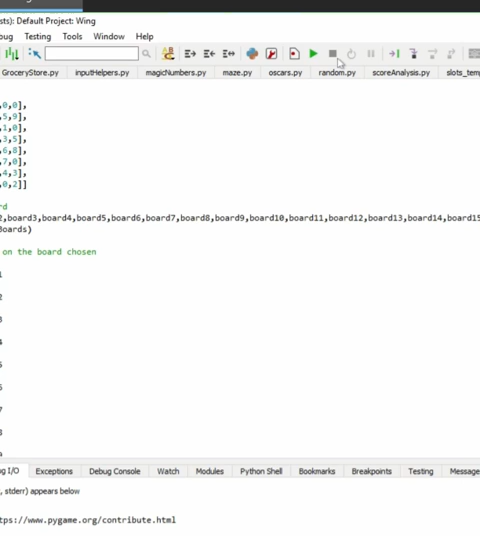 sts): Default Project: Wing
bug Testing Tools Window Help
GroceryStore.py inputHelpers.py magicNumbers.py maze.py oscars.py random.py scoreAnalysis.py slots_tem
,0,0],
,5,9],
,1,0],
,3,5],
,6,8],
,7,0],
,4,3],
,0,2]]
rd
2,board3,board4,board5,board6,board7,board8,board9,board10,board11,board12,board13,board14,board15
Boards)
on the board chosen
1
2
3
4
5
6
7
8
9
ug I/O Exceptions Debug Console Watch Modules Python Shell Bookmarks Breakpoints Testing Message
, stderr) appears below
tps://www.pygame.org/contribute.html